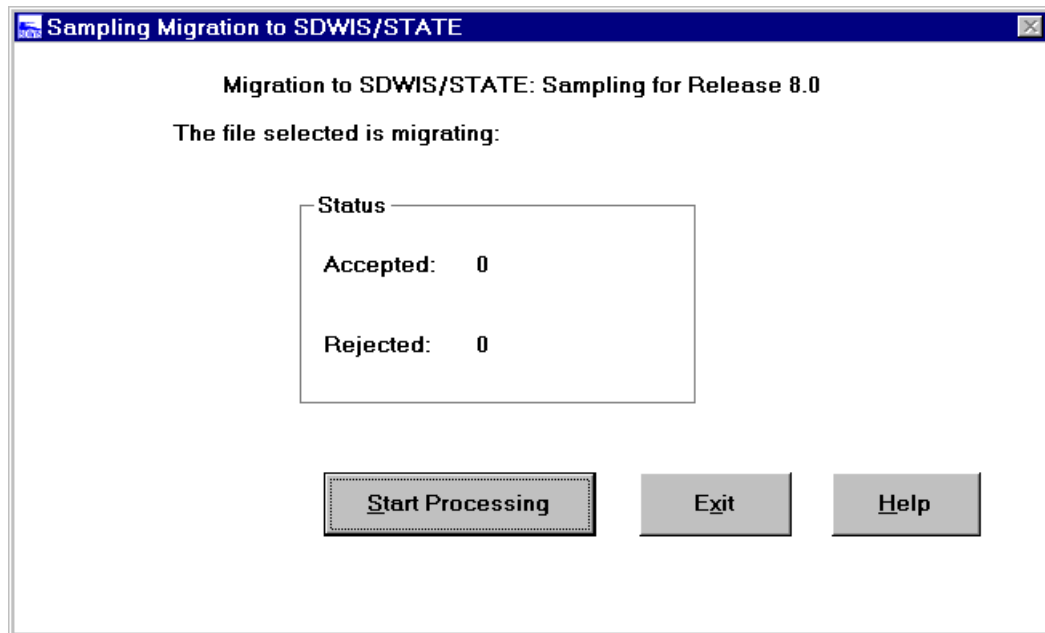 Sampling Migration to SDWIS/STATE
Migration to SDWIS/STATE: Sampling for Release 8.0
The file selected is migrating:
Status
Accepted: 0
Rejected: 0
Start Processing Exit Help